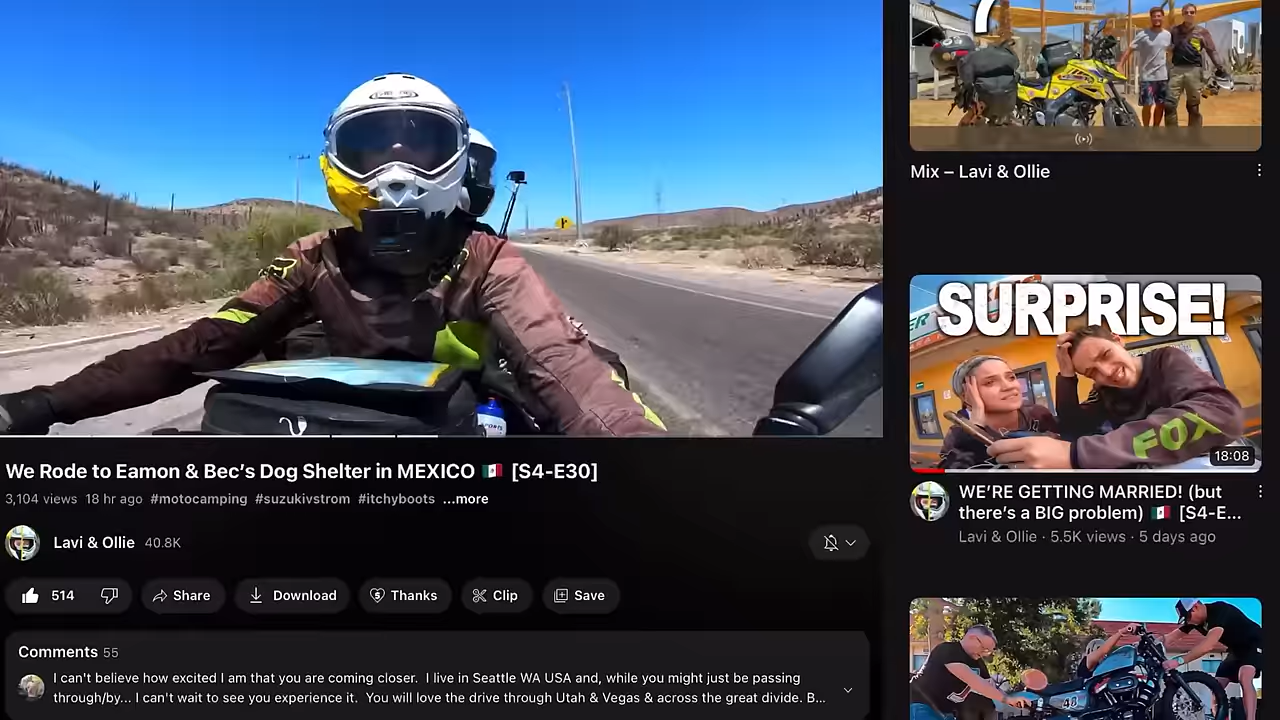 We Rode to Eamon & Bec’s Dog Shelter in MEXICO 🇲🇽 [S4-E30]
3,104 views 18 hr ago #motocamping #suzukivstrom #itchyboots ...more
Lavi & Ollie 40.8K
514
Share
Download
Thanks
Clip
Save
Comments 55
I can't believe how excited I am that you are coming closer. I live in Seattle WA USA and, while you might just be passing
through/by... I can't wait to see you experience it. You will love the drive through Utah & Vegas & across the great divide. B...
Mix – Lavi & Ollie
SURPRISE!
FOX
18:08
WE’RE GETTING MARRIED! (but
there’s a BIG problem) 🇲🇽 [S4-E...
Lavi & Ollie · 5.5K views · 5 days ago
48